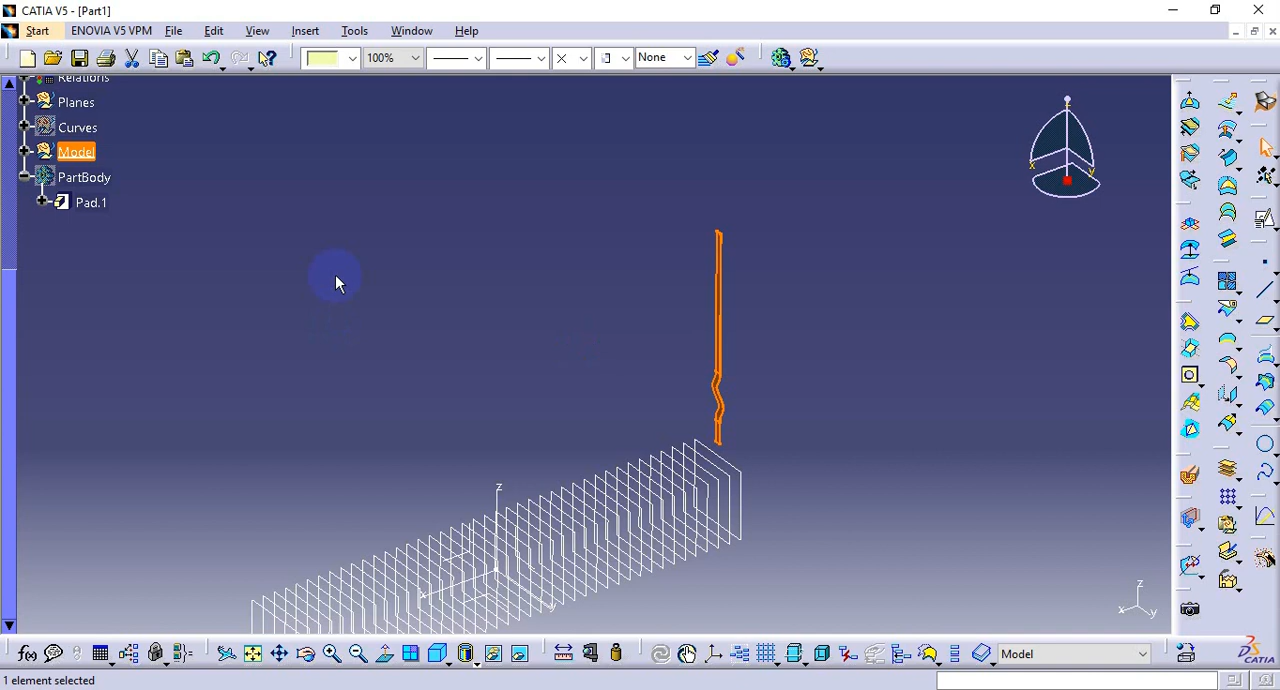 CATIA V5 - [Part1]
Start ENOVIA V5 VPM File Edit View Insert Tools Window Help
100% None
Relations
Planes
Curves
Model
PartBody
Pad.1
z
x
y
z
x
y
z
x
y
f(x)
Model
CATIA
1 element selected